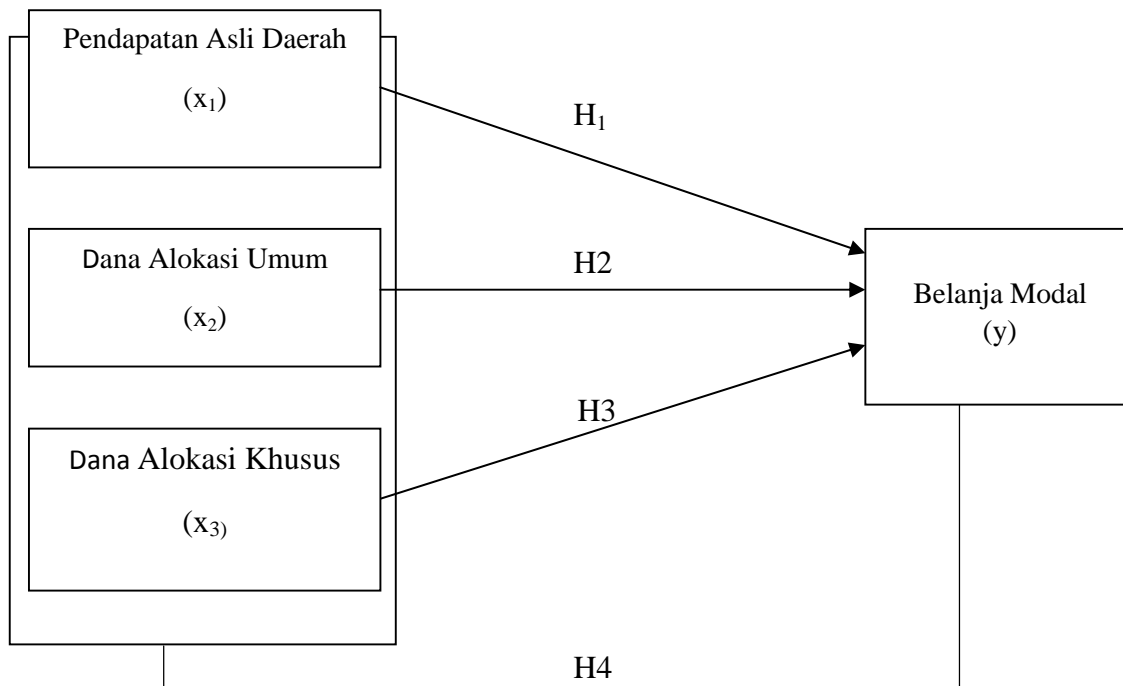 Pendapatan Asli Daerah
(x₁)
H₁
Dana Alokasi Umum
(x₂)
H2
Belanja Modal
(y)
Dana Alokasi Khusus
(x₃₎
H3
H4